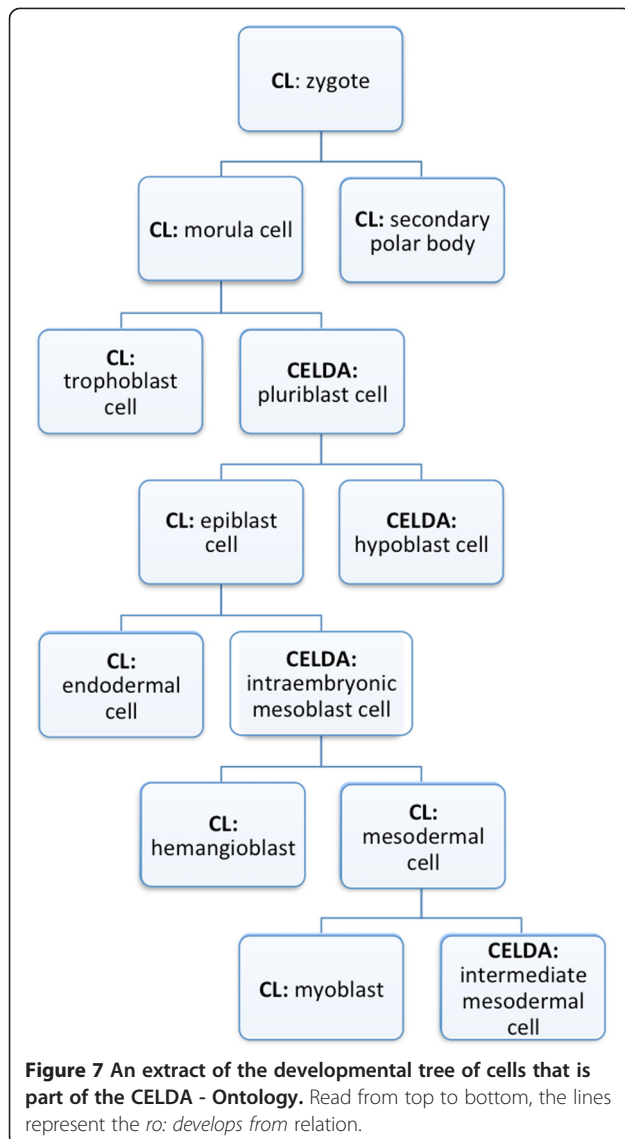 CL: zygote
CL: morula cell
CL: secondary
polar body
CL:
trophoblast
cell
CELDA:
pluriblast cell
CL: epiblast
cell
CELDA:
hypoblast cell
CL:
endodermal
cell
CELDA:
intraembryonic
mesoblast cell
CL:
hemangioblast
CL:
mesodermal
cell
CL: myoblast
CELDA:
intermediate
mesodermal
cell
Figure 7 An extract of the developmental tree of cells that is
part of the CELDA - Ontology. Read from top to bottom, the lines
represent the ro: develops from relation.